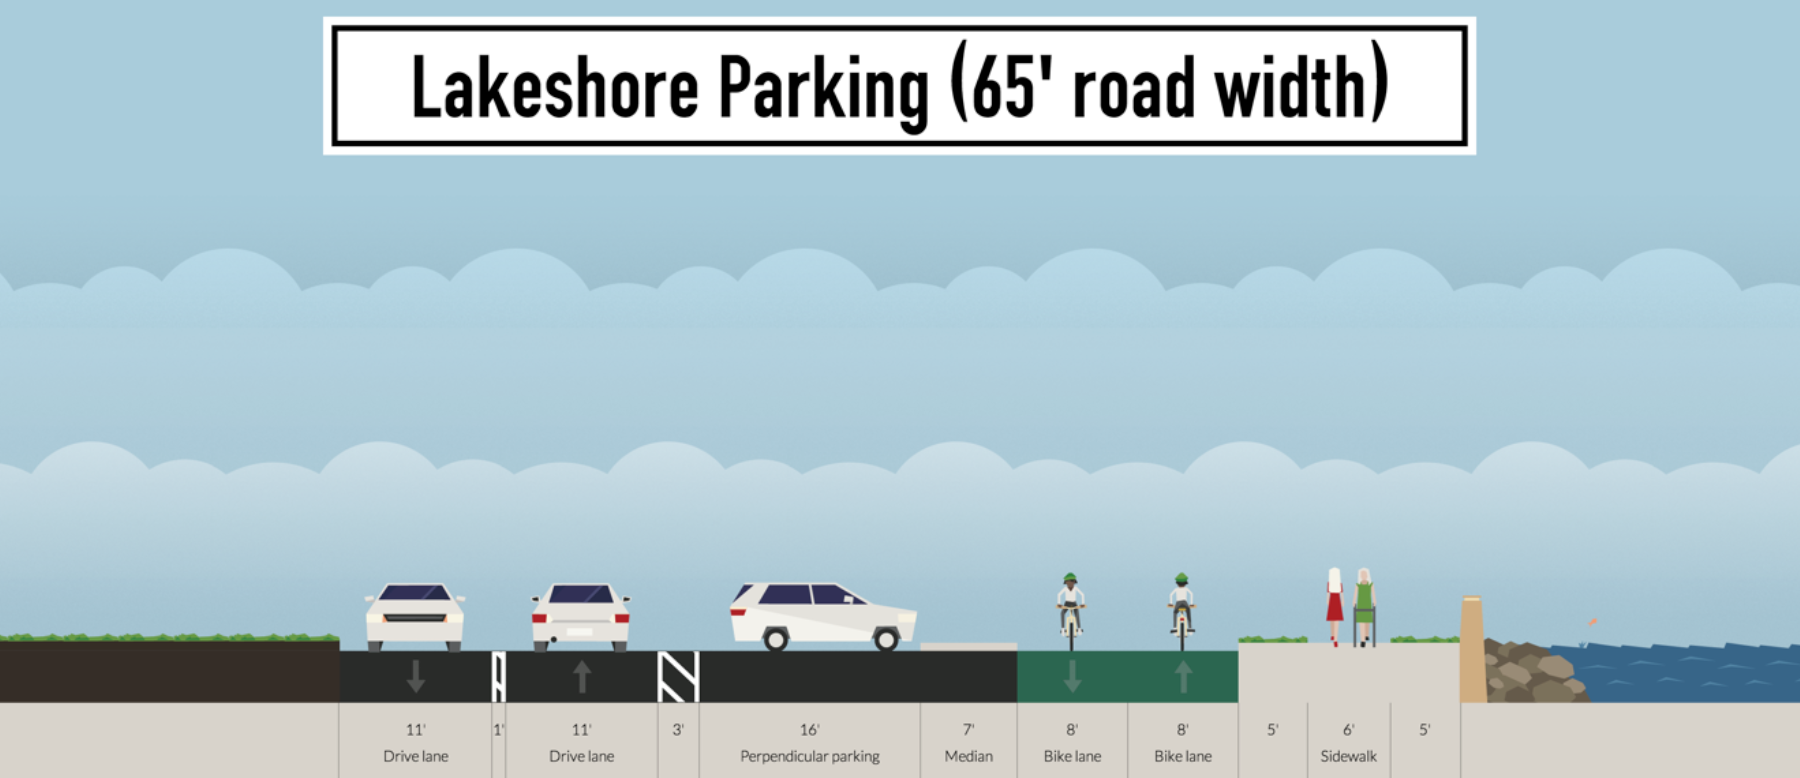 Lakeshore Parking (65' road width)
11' 1' 11' 3' 16' 7' 8' 8' 5' 6' 5'
Drive lane Drive lane Perpendicular parking Median Bike lane Bike lane Sidewalk